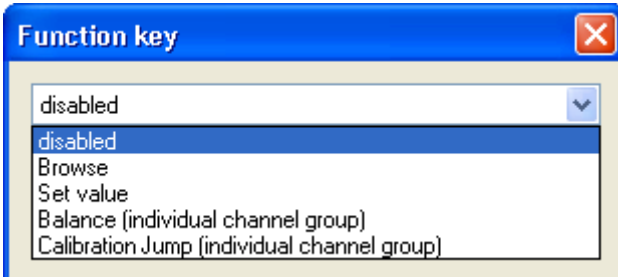 Function key
disabled
disabled
Browse
Set value
Balance (individual channel group)
Calibration Jump (individual channel group)